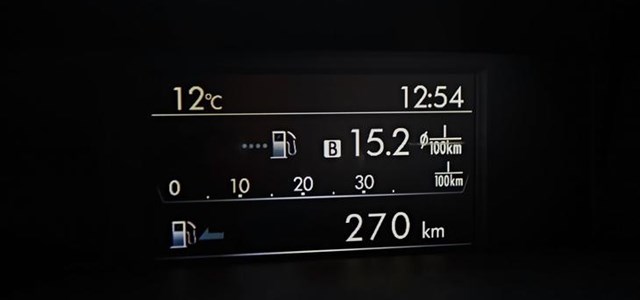 12°C 12:54
B 15.2 ø l/100km
0 . 10 . 20 . 30 . l/100km
270 km